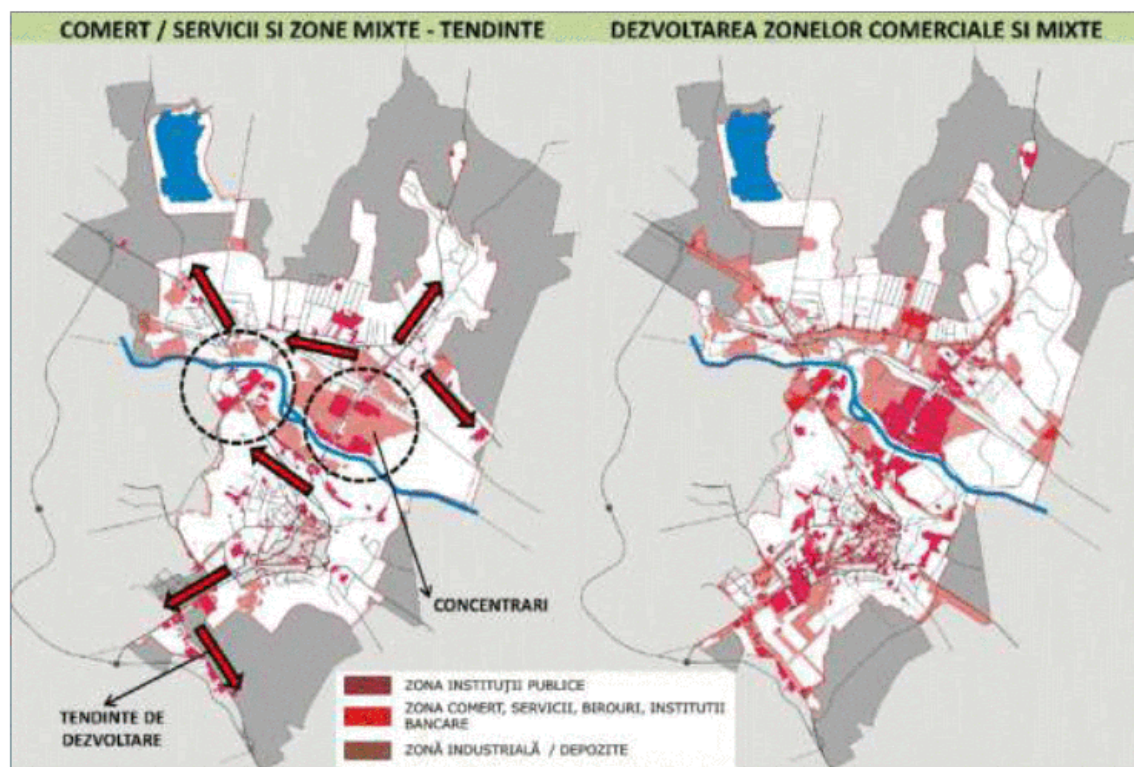 COMERT / SERVICII SI ZONE MIXTE - TENDINTE
DEZVOLTAREA ZONELOR COMERCIALE SI MIXTE
CONCENTRARI
TENDINTE DE
DEZVOLTARE
ZONA INSTITUŢII PUBLICE
ZONA COMERT, SERVICII, BIROURI, INSTITUTII
BANCARE
ZONĂ INDUSTRIALĂ / DEPOZITE